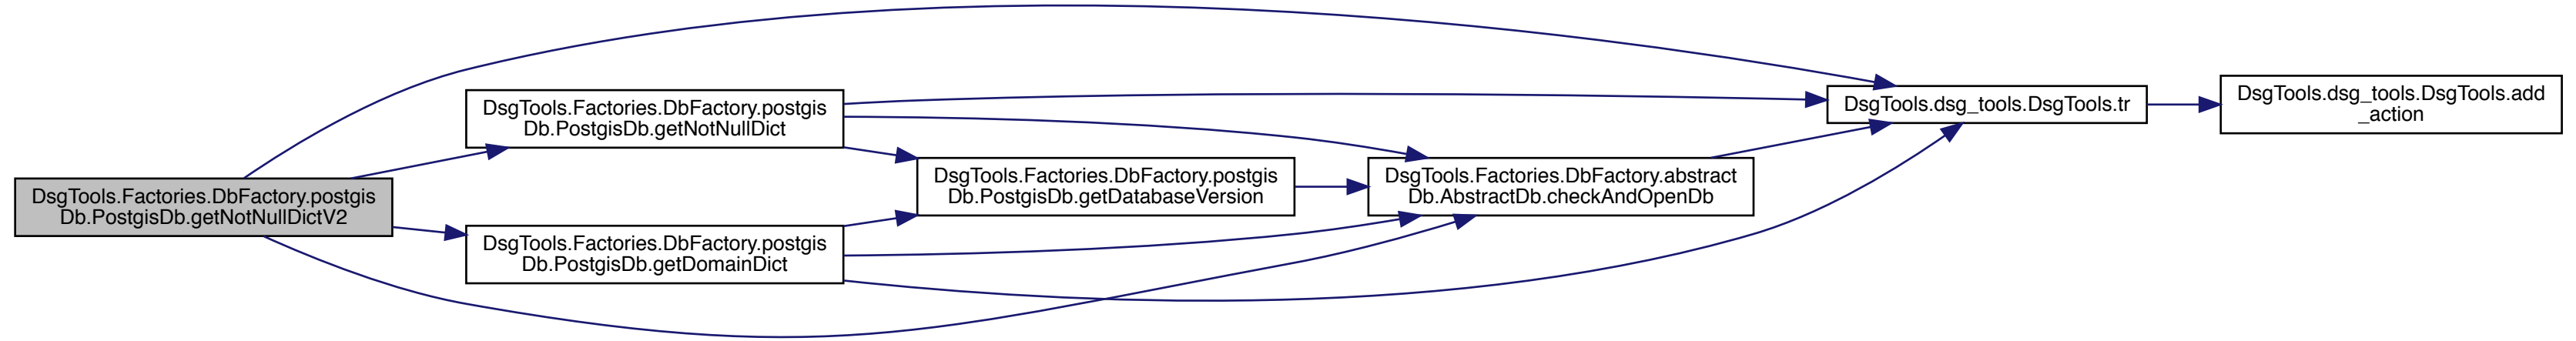 DsgTools.Factories.DbFactory.postgis
Db.PostgisDb.getNotNullDictV2
DsgTools.Factories.DbFactory.postgis
Db.PostgisDb.getNotNullDict
DsgTools.Factories.DbFactory.postgis
Db.PostgisDb.getDomainDict
DsgTools.Factories.DbFactory.postgis
Db.PostgisDb.getDatabaseVersion
DsgTools.Factories.DbFactory.abstract
Db.AbstractDb.checkAndOpenDb
DsgTools.dsg_tools.DsgTools.tr
DsgTools.dsg_tools.DsgTools.add
_action